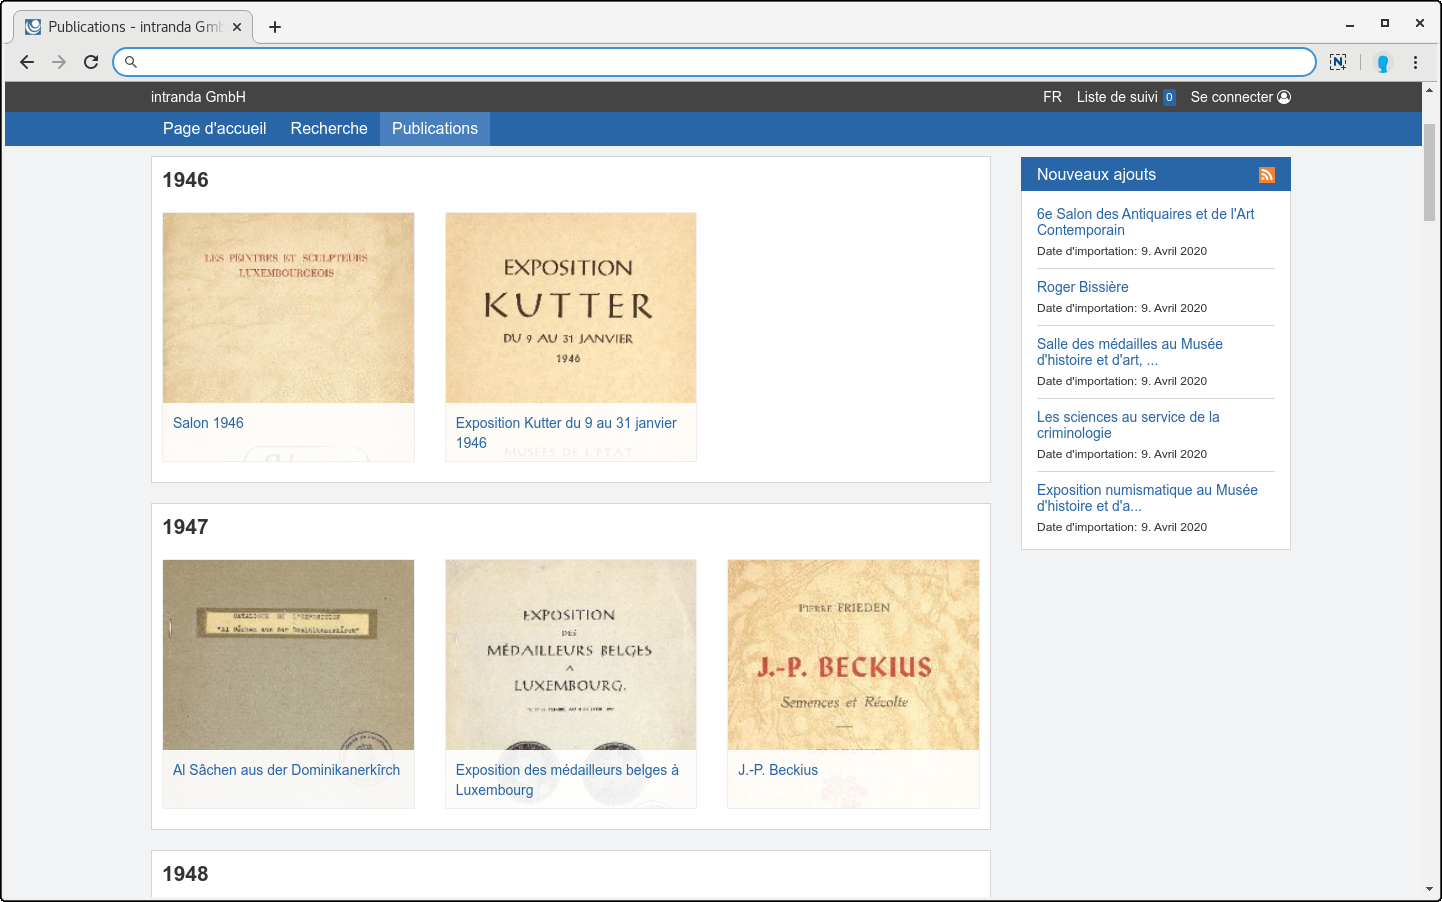 Publications - intranda Gm
intranda GmbH
FR Liste de suivi 0 Se connecter
Page d'accueil Recherche Publications
1946
LES PEINTRES ET SCULPTEURS
LUXEMBOURGEOIS
Salon 1946
EXPOSITION
KUTTER
DU 9 AU 31 JANVIER
1946
Exposition Kutter du 9 au 31 janvier
1946
MUSÉES DE L'ÉTAT
1947
CATALOGUE DE L'EXPOSITION
"Al Sâchen aus der Dominikanerkîrch"
Al Sâchen aus der Dominikanerkîrch
EXPOSITION
DES
MÉDAILLEURS BELGES
A
LUXEMBOURG.
Exposition des médailleurs belges à
Luxembourg
PIERRE FRIEDEN
J.-P. BECKIUS
Semences et Récolte
J.-P. Beckius
1948
Nouveaux ajouts
6e Salon des Antiquaires et de l'Art
Contemporain
Date d'importation: 9. Avril 2020
Roger Bissière
Date d'importation: 9. Avril 2020
Salle des médailles au Musée
d'histoire et d'art, ...
Date d'importation: 9. Avril 2020
Les sciences au service de la
criminologie
Date d'importation: 9. Avril 2020
Exposition numismatique au Musée
d'histoire et d'a...
Date d'importation: 9. Avril 2020